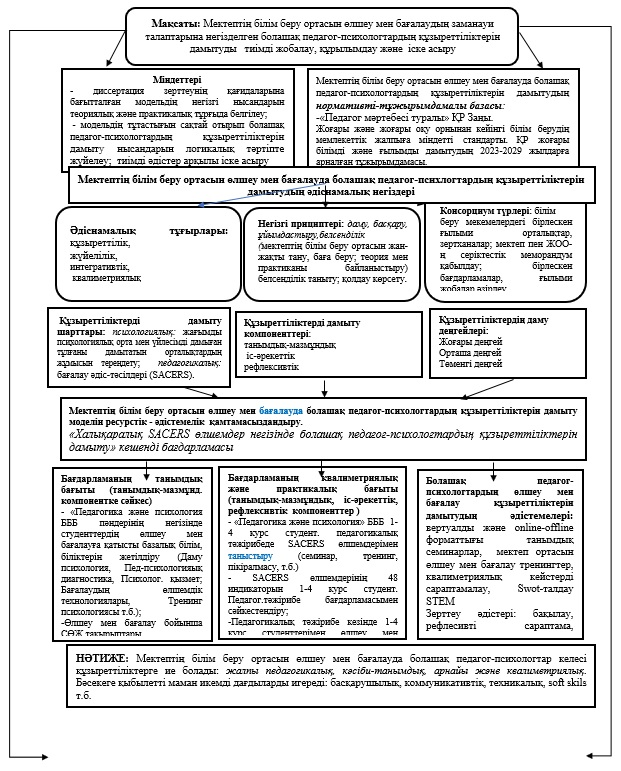 Мақсаты: Мектептің білім беру ортасын өлшеу мен бағалаудың заманауи
талаптарына негізделген болашақ педагог-психологтардың құзыреттіліктерін
дамытуды тиімді жобалау, құрылымдау және іске асыру
Міндеттері
- диссертация зерттеунің қағидаларына
бағытталған модельдің негізгі нысандарын
теориялық және практикалық тұрғыда белгілеу;
- модельдің тұтастығын сақтай отырып болашақ
педагог-психологтардың құзыреттіліктерін
дамыту нысандарын логикалық тәртіпте
жүйелеу; тиімді әдістер арқылы іске асыру
Мектептің білім беру ортасын өлшеу мен бағалауда болашақ
педагог-психологтардың құзыреттіліктерін дамытудың
нормативті-тұжырымдамалы базасы:
-«Педагог мәртебесі туралы» ҚР Заны.
Жоғары және жоғары оқу орнынан кейінгі білім берудің
мемлекеттік жалпыға міндетті стандарты. ҚР жоғары
білімді және ғылымды дамытудың 2023-2029 жылдарға
арналған тұжырымдамасы.
Мектептің білім беру ортасын өлшеу мен бағалауда болашақ педагог-псиxлогтардың құзыреттіліктерін
дамытудың әдіснамалық негіздері
Әдіснамалық тұғырлары:
құзыреттілік,
жүйелілік,
интегративтік,
квалиметриялық
Негізгі принциптері: даму, басқару,
ұйымдастыру,белсенділік
(мектептің білім беру ортасын жан-
жақты тану, баға беру; теория мен
практиканы байланыстыру)
белсенділік таныту; қолдау көрсету.
Консорциум түрлері: білім
беру мекемелердегі бірлескен
ғылыми орталықтар,
зертханалар; мектеп пен ЖОО-
ң серіктестік меморандум
қабылдау; бірлескен
бағдарламалар, ғылыми
жобалар әзірлеу
Құзыреттіліктерді дамыту
шарттары: психологиялық: жағымды
психологиялық орта мен үйлесімді дамыған
тұлғаны дамытатын орталықтардың
жұмысын тереңдету; педагогикалық:
бағалау әдіс-тәсілдері (SACERS).
Құзыреттіліктерді дамыту
компоненттері:
танымдық-мазмұндық
іс-әрекеттік
рефлексивтік
Құзыреттіліктердің даму
деңгейлері:
Жоғары деңгей
Орташа деңгей
Төменгі деңгей
Мектептің білім беру ортасын өлшеу мен бағалауда болашақ педагог-психологтардың құзыреттіліктерін дамыту
моделін ресурстік - әдістемелік қамтамасыздандыру.
«Халықаралық SACERS өлшемдер негізінде болашақ педагог-психологтардың құзыреттіліктерін
дамыту» кешенді бағдарламасы
Бағдарламаның танымдық
бағыты (танымдық-мазмұнд.
компонентке сәйкес)
- «Педагогика және психология
БББ пәндерінің негізінде
студенттердің өлшеу мен
бағалауға қатысты базалық білім,
біліктерін жетілдіру (Даму
психология, Пед-психологияық
диагностика, Психолог. қызмет;
Бағалаудың өлшемдік
технологиялары, Тренинг
психологиясы т.б.);
-Өлшеу мен бағалау бойынша
СӨЖ тақырыптары
Бағдарламаның квалиметриялық
және практикалық бағыты
(танымдық-мазмұндық, іс-әрекеттік,
рефлексивтік компоненттер )
- «Педагогика және психология» БББ 1-
4 курс студент. педагогикалық
тәжірибеде SACERS өлшемдерімен
таныстыру (семинар, тренинг,
пікіралмасу, т.б.)
- SACERS өлшемдерінің 48
индикаторын 1-4 курс студент.
Педагог.тәжірибе бағдарламасымен
сәйкестендіру;
-Педагогикалық тәжірибе кезінде 1-4
курс студенттерімен өлшеу мен
Болашақ педагог-
психологтардың өлшеу мен
бағалау құзыреттіліктерін
дамытудың әдістемелері:
вертуалды және online-offline
форматтығы танымдық
семинарлар, мектеп ортасын
өлшеу мен бағалау тренингтер,
квалиметриялық кейстерді
сараптамалау, Swot-талдау
STEM
Зерттеу әдістері: бақылау,
рефлесивті сараптама,
НӘТИЖЕ: Мектептің білім беру ортасын өлшеу мен бағалауда болашақ педагог-психологтар келесі
құзыреттіліктерге ие болады: жалпы педагогикалық, кәсіби-танымдық, арнайы және квалиметриялық.
Бәсекеге қыбылетті маман икемді дағдыларды игереді: басқарушылық, коммуникативтік, техникалық, soft skils
т.б.